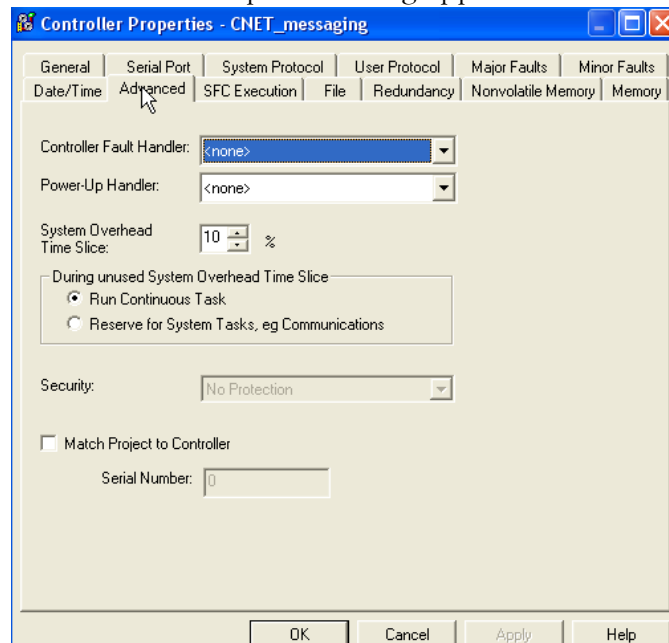 Controller Properties - CNET_messaging
General Serial Port System Protocol User Protocol Major Faults Minor Faults
Date/Time Advanced SFC Execution File Redundancy Nonvolatile Memory Memory
Controller Fault Handler: <none>
Power-Up Handler: <none>
System Overhead
Time Slice: 10 %
During unused System Overhead Time Slice
Run Continuous Task
Reserve for System Tasks, eg Communications
Security: No Protection
Match Project to Controller
Serial Number: 0
OK Cancel Apply Help